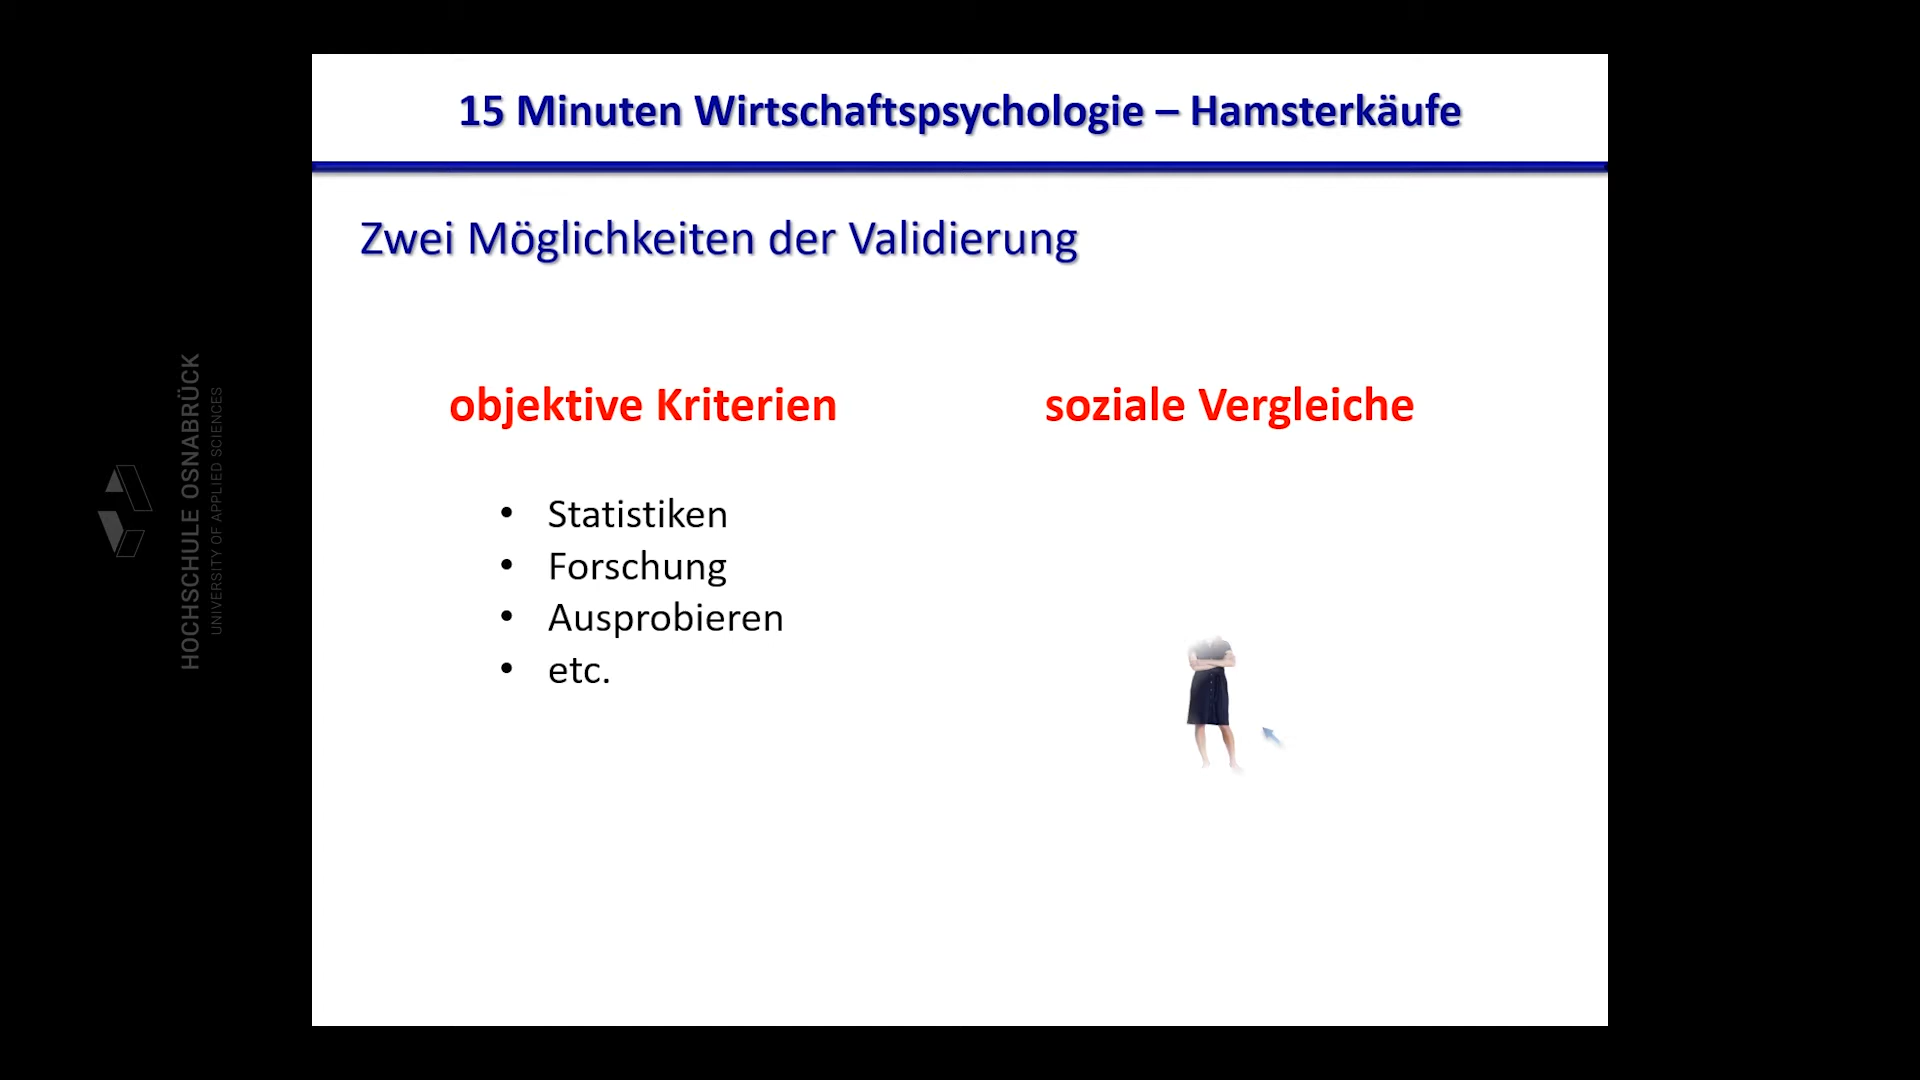 15 Minuten Wirtschaftspsychologie – Hamsterkäufe
Zwei Möglichkeiten der Validierung
objektive Kriterien
• Statistiken
• Forschung
• Ausprobieren
• etc.
soziale Vergleiche
HOCHSCHULE OSNABRÜCK
UNIVERSITY OF APPLIED SCIENCES